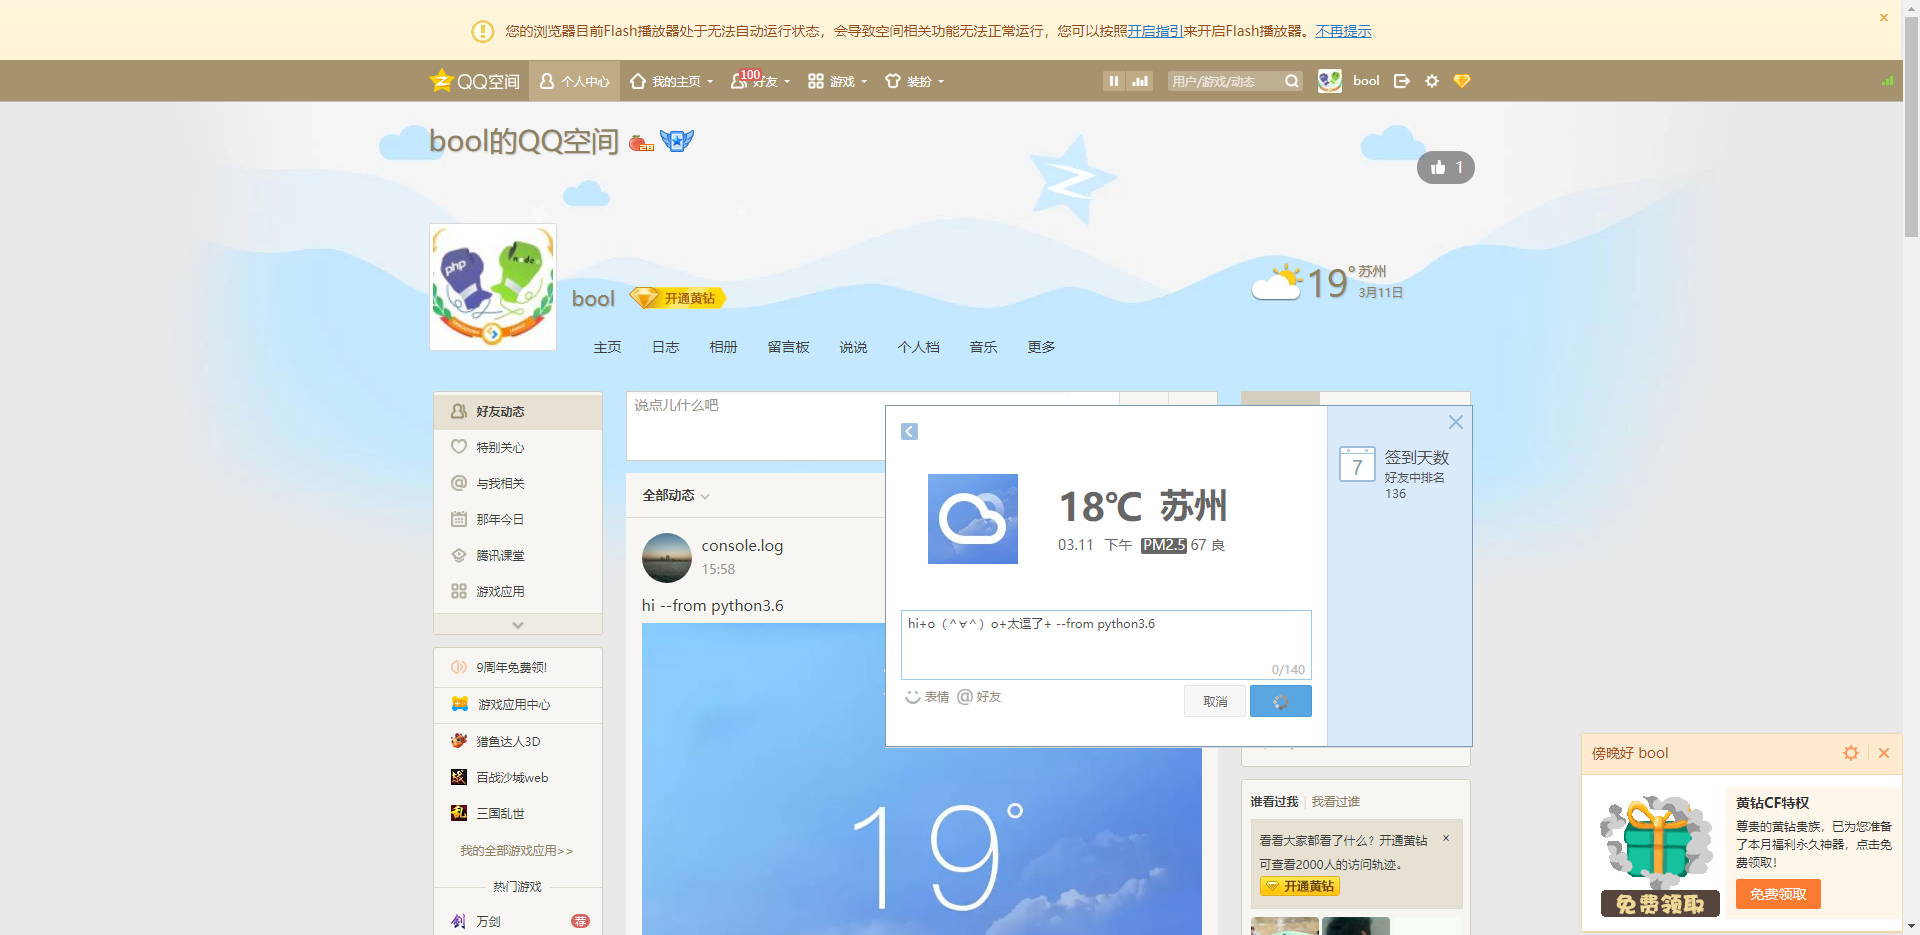 您的浏览器目前Flash播放器处于无法自动运行状态，会导致空间相关功能无法正常运行，您可以按照开启指引来开启Flash播放器。不再提示
QQ空间 个人中心 我的主页 100 好友 游戏 装扮 用户/游戏/动态 bool
bool的QQ空间 28
1
php node
bool 开通黄钻
19° 苏州
3月11日
主页 日志 相册 留言板 说说 个人档 音乐 更多
好友动态
特别关心
与我相关
那年今日
腾讯课堂
游戏应用
9周年免费领!
游戏应用中心
猎鱼达人3D
百战沙城web
三国乱世
我的全部游戏应用>>
热门游戏
万剑 荐
说点儿什么吧
全部动态
console.log
15:58
hi --from python3.6
19°
18℃ 苏州
03.11 下午 PM2.5 67 良
hi+o（^∀^）o+太逗了+ --from python3.6
0/140
表情 @好友
取消
7 签到天数
好友中排名
136
谁看过我 | 我看过谁
看看大家都看了什么？开通黄钻 ×
可查看2000人的访问轨迹。
开通黄钻
傍晚好 bool
黄钻CF特权
尊贵的黄钻贵族，已为您准备
了本月福利永久神器，点击免
费领取！
免费领取
免费领取